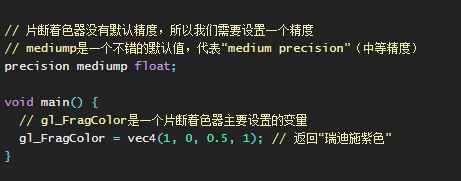 // 片断着色器没有默认精度，所以我们需要设置一个精度
// mediump是一个不错的默认值，代表“medium precision”（中等精度）
precision mediump float;
void main() {
// gl_FragColor是一个片断着色器主要设置的变量
gl_FragColor = vec4(1, 0, 0.5, 1); // 返回“瑞迪施紫色”
}